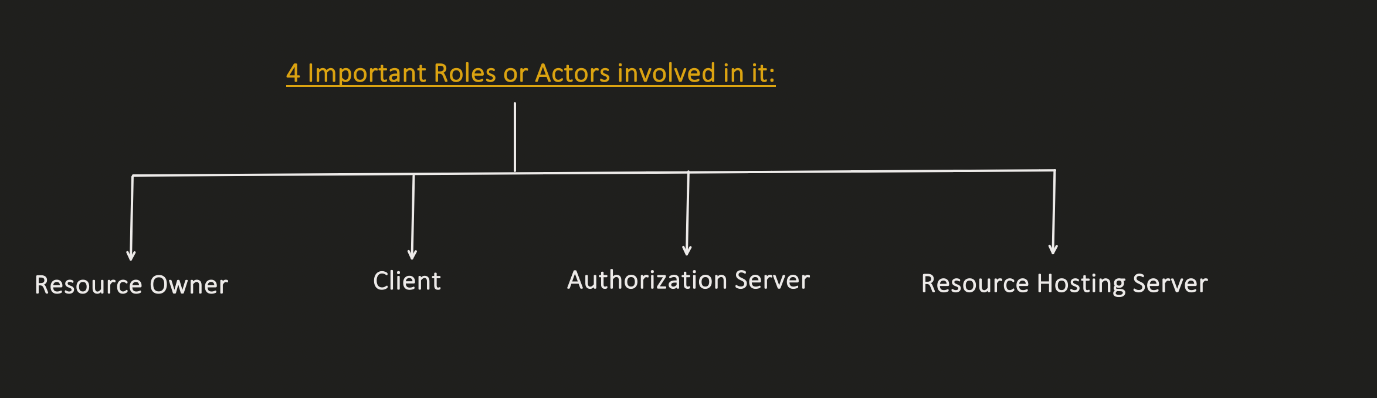 4 Important Roles or Actors involved in it:
Resource Owner
Client
Authorization Server
Resource Hosting Server